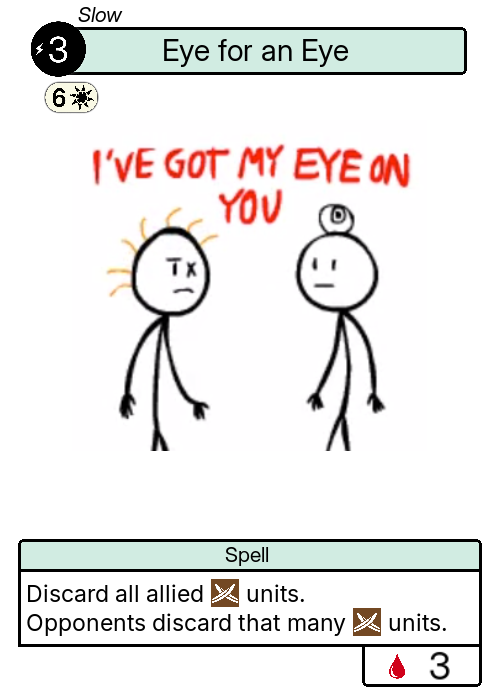 Slow
3
Eye for an Eye
6
I'VE GOT MY EYE ON
YOU
Spell
Discard all allied units.
Opponents discard that many units.
3